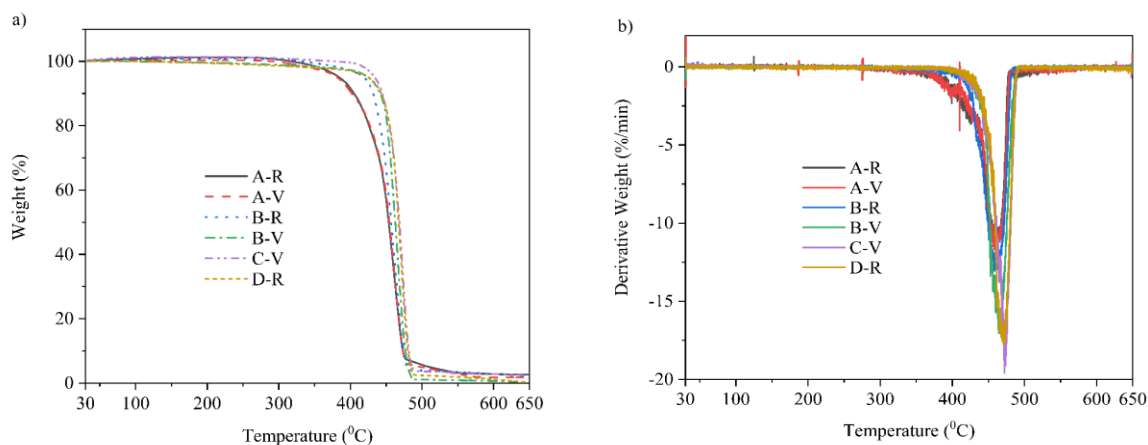 a)
100
80
60
40
20
0
Weight (%)
A-R
A-V
B-R
B-V
C-V
D-R
30 100 200 300 400 500 600 650
Temperature (⁰C)
b)
0
-5
-10
-15
-20
Derivative Weight (%/min)
A-R
A-V
B-R
B-V
C-V
D-R
30 100 200 300 400 500 600 650
Temperature (⁰C)